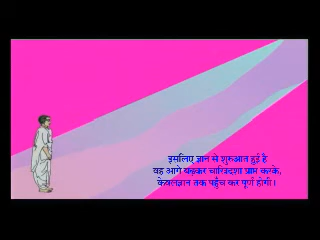 इसलिए ज्ञान से शुरुआत हुई है
वह आगे बढ़कर चारित्रदशा प्राप्त करके,
केवलज्ञान तक पहुँच कर पूर्ण होगी।